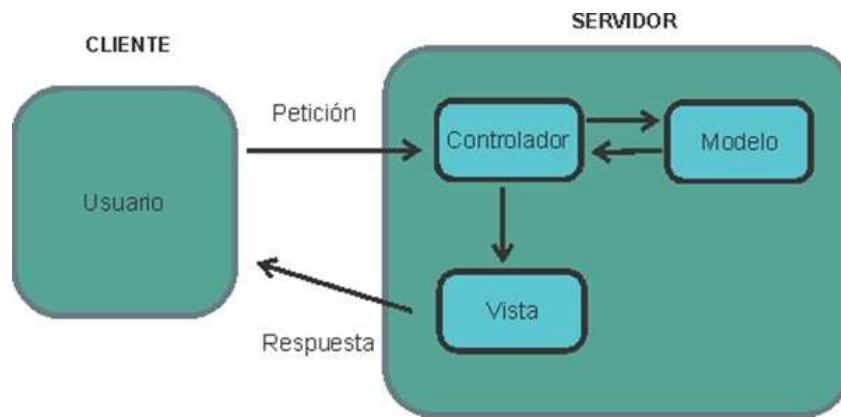 CLIENTE
SERVIDOR
Petición
Controlador
Modelo
Usuario
Vista
Respuesta